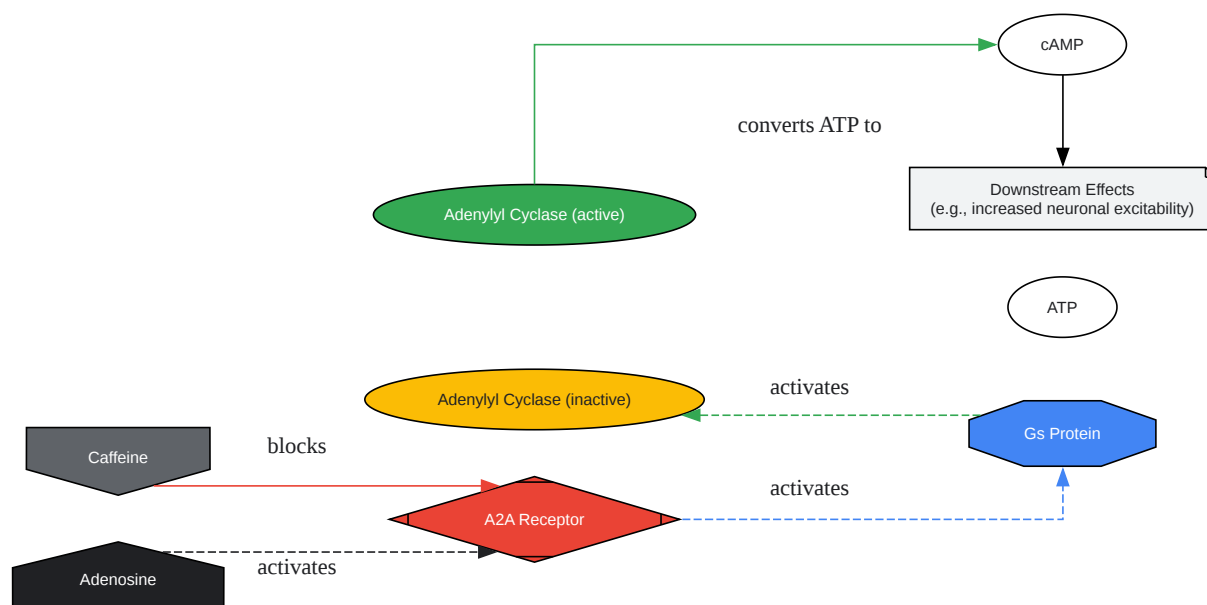 cAMP
converts ATP to
Adenylyl Cyclase (active)
Downstream Effects
(e.g., increased neuronal excitability)
ATP
Adenylyl Cyclase (inactive)
activates
Gs Protein
blocks
Caffeine
activates
A2A Receptor
activates
Adenosine